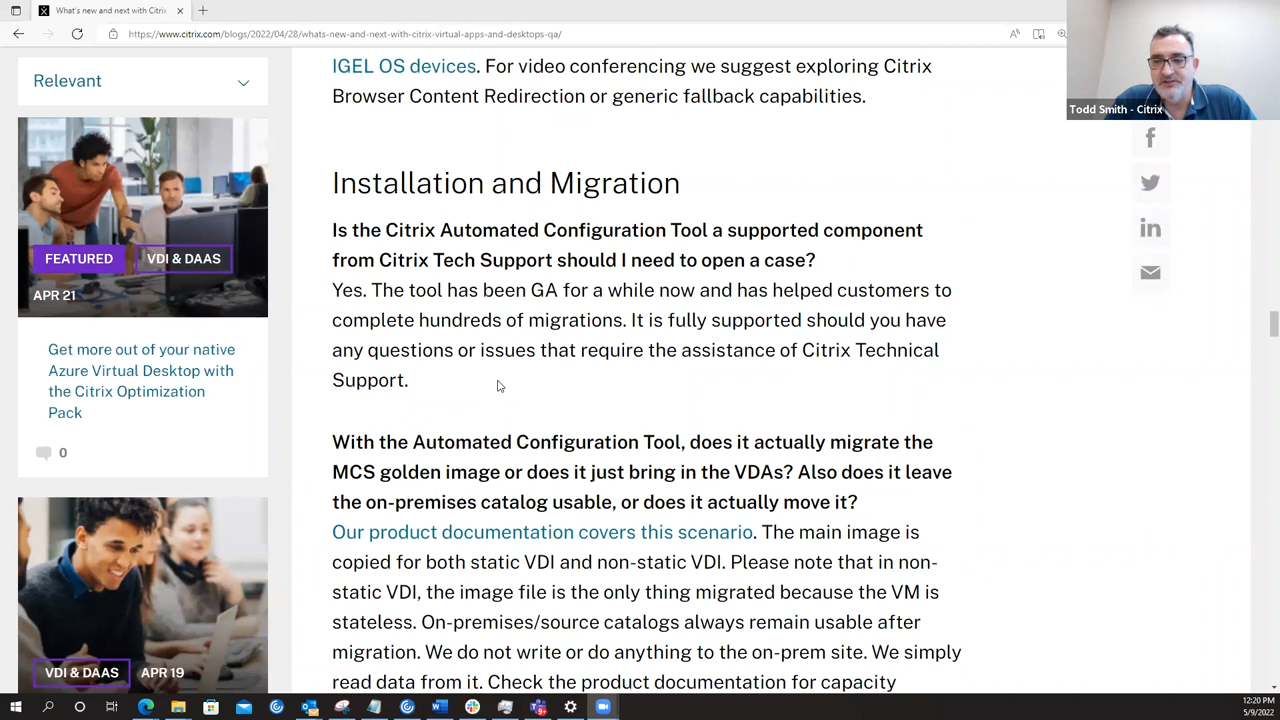 What's new and next with Citrix
https://www.citrix.com/blogs/2022/04/28/whats-new-and-next-with-citrix-virtual-apps-and-desktops-qa/
Todd Smith - Citrix
Relevant
FEATURED
VDI & DAAS
APR 21
Get more out of your native
Azure Virtual Desktop with
the Citrix Optimization
Pack
0
VDI & DAAS
APR 19
IGEL OS devices. For video conferencing we suggest exploring Citrix
Browser Content Redirection or generic fallback capabilities.
Installation and Migration
Is the Citrix Automated Configuration Tool a supported component
from Citrix Tech Support should I need to open a case?
Yes. The tool has been GA for a while now and has helped customers to
complete hundreds of migrations. It is fully supported should you have
any questions or issues that require the assistance of Citrix Technical
Support.
With the Automated Configuration Tool, does it actually migrate the
MCS golden image or does it just bring in the VDAs? Also does it leave
the on-premises catalog usable, or does it actually move it?
Our product documentation covers this scenario. The main image is
copied for both static VDI and non-static VDI. Please note that in non-
static VDI, the image file is the only thing migrated because the VM is
stateless. On-premises/source catalogs always remain usable after
migration. We do not write or do anything to the on-prem site. We simply
read data from it. Check the product documentation for capacity
12:20 PM
5/9/2022